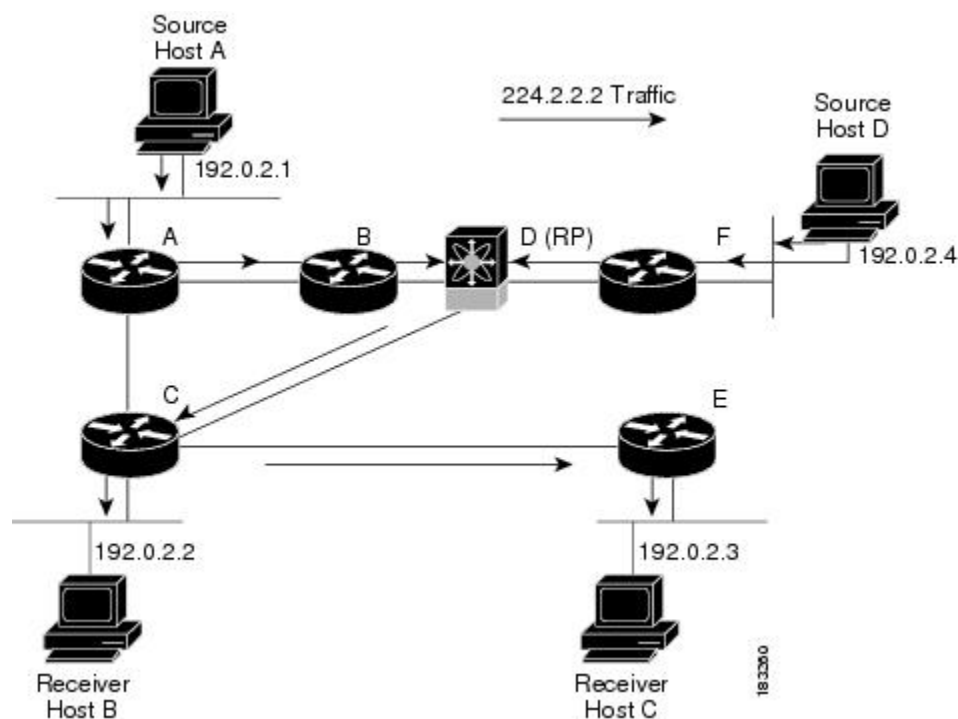 Source
Host A
224.2.2.2 Traffic
Source
Host D
192.0.2.1
A
B
D (RP)
F
192.0.2.4
C
E
192.0.2.2
192.0.2.3
Receiver
Host B
Receiver
Host C
183260